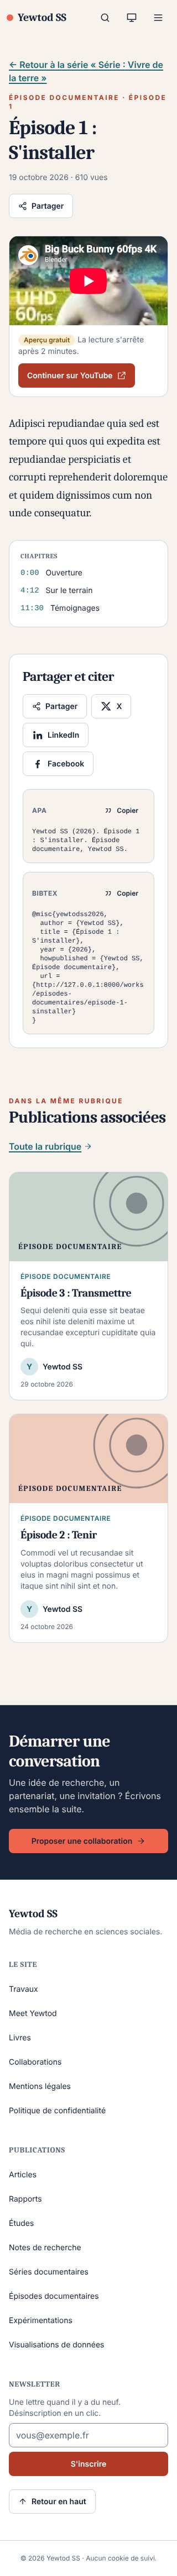 Yewtod SS
← Retour à la série « Série : Vivre de
la terre »
ÉPISODE DOCUMENTAIRE · ÉPISODE
1
Épisode 1 :
S'installer
19 octobre 2026 · 610 vues
Partager
Big Buck Bunny 60fps 4K
Blender
UHD
60FPS
Aperçu gratuit La lecture s'arrête
après 2 minutes.
Continuer sur YouTube
Adipisci repudiandae quia sed est
tempore qui quos qui expedita est
repudiandae perspiciatis et
corrupti reprehenderit doloremque
et quidem dignissimos cum non
unde consequatur.
CHAPITRES
0:00 Ouverture
4:12 Sur le terrain
11:30 Témoignages
Partager et citer
Partager
X
LinkedIn
Facebook
APA
Copier
Yewtod SS (2026). Épisode 1
: S'installer. Épisode
documentaire, Yewtod SS.
BIBTEX
Copier
@misc{yewtodss2026,
author = {Yewtod SS},
title = {Épisode 1 :
S'installer},
year = {2026},
howpublished = {Yewtod SS,
Épisode documentaire},
url =
{http://127.0.0.1:8000/works
/episodes-
documentaires/episode-1-
sinstaller}
}
DANS LA MÊME RUBRIQUE
Publications associées
Toute la rubrique →
ÉPISODE DOCUMENTAIRE
ÉPISODE DOCUMENTAIRE
Épisode 3 : Transmettre
Sequi deleniti quia esse sit beatae
eos sit iste iste deleniti maxime ut
recusandae excepturi cupiditate quia
qui.
Y Yewtod SS
29 octobre 2026
ÉPISODE DOCUMENTAIRE
ÉPISODE DOCUMENTAIRE
Épisode 2 : Tenir
Commodi vel ut recusandae sit
voluptas doloribus consectetur ut
eius in magni possimus et
pariatur sint nihil sint et non.
Y Yewtod SS
24 octobre 2026
Démarrer une
conversation
Une idée de recherche, un
partenariat, une invitation ? Écrivons
ensemble la suite.
Proposer une collaboration →
Yewtod SS
Média de recherche en sciences sociales.
LE SITE
Travaux
Meet Yewtod
Livres
Collaborations
Mentions légales
Politique de confidentialité
PUBLICATIONS
Articles
Rapports
Études
Notes de recherche
Séries documentaires
Épisodes documentaires
Expérimentations
Visualisations de données
NEWSLETTER
Une lettre quand il y a du neuf.
Désinscription en un clic.
vous@exemple.fr
S'inscrire
↑ Retour en haut
© 2026 Yewtod SS · Aucun cookie de suivi.